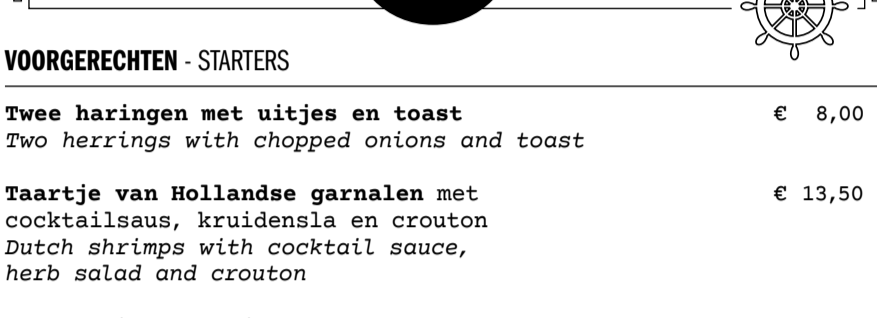 VOORGERECHTEN - STARTERS
Twee haringen met uitjes en toast € 8,00
Two herrings with chopped onions and toast
Taartje van Hollandse garnalen met € 13,50
cocktailsaus, kruidensla en crouton
Dutch shrimps with cocktail sauce,
herb salad and crouton